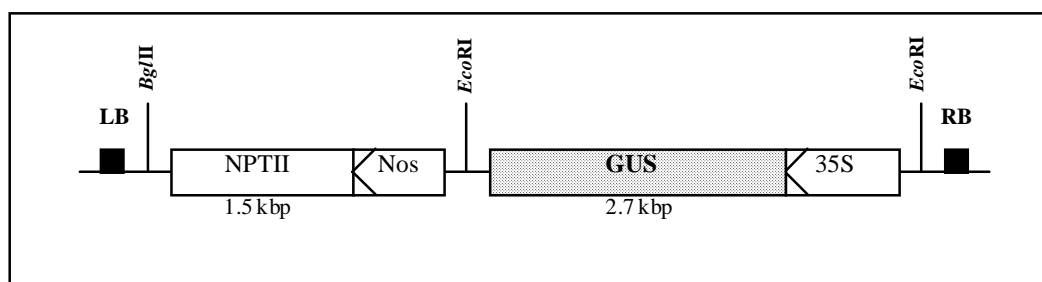 BglII
EcoRI
EcoRI
LB
RB
NPTII
Nos
GUS
35S
1.5 kbp
2.7 kbp